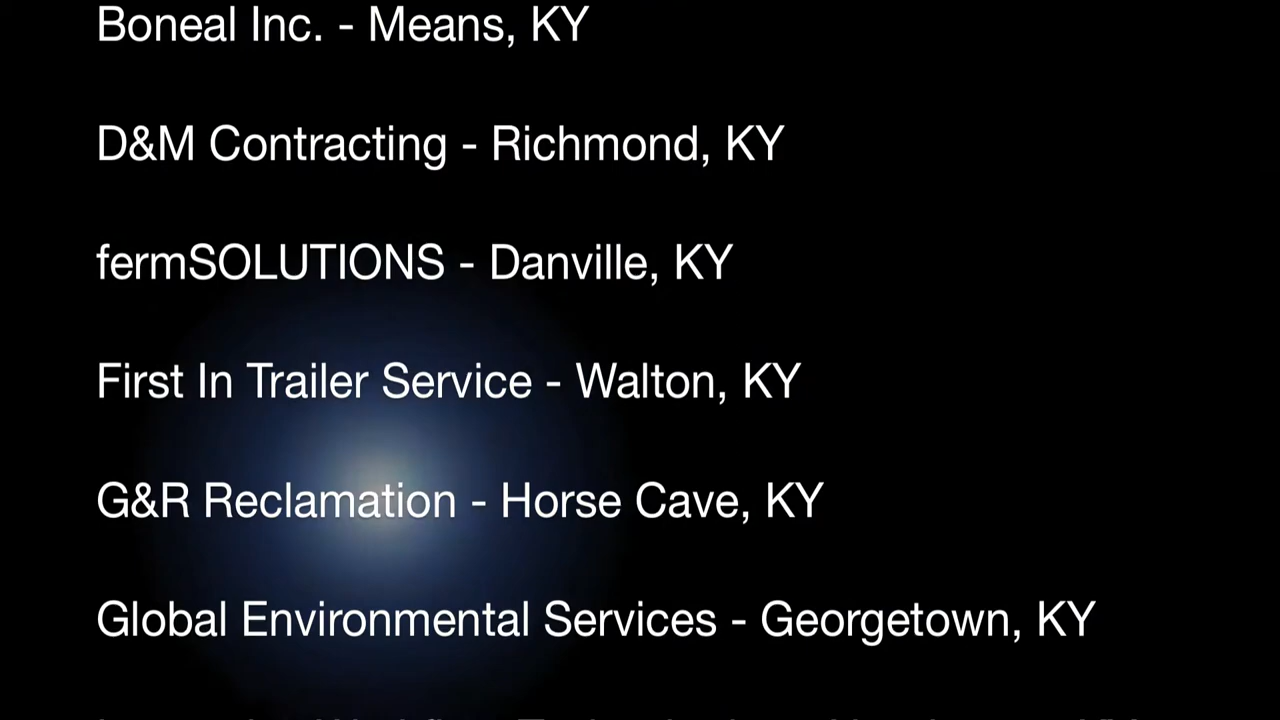 Boneal Inc. - Means, KY
D&M Contracting - Richmond, KY
fermSOLUTIONS - Danville, KY
First In Trailer Service - Walton, KY
G&R Reclamation - Horse Cave, KY
Global Environmental Services - Georgetown, KY